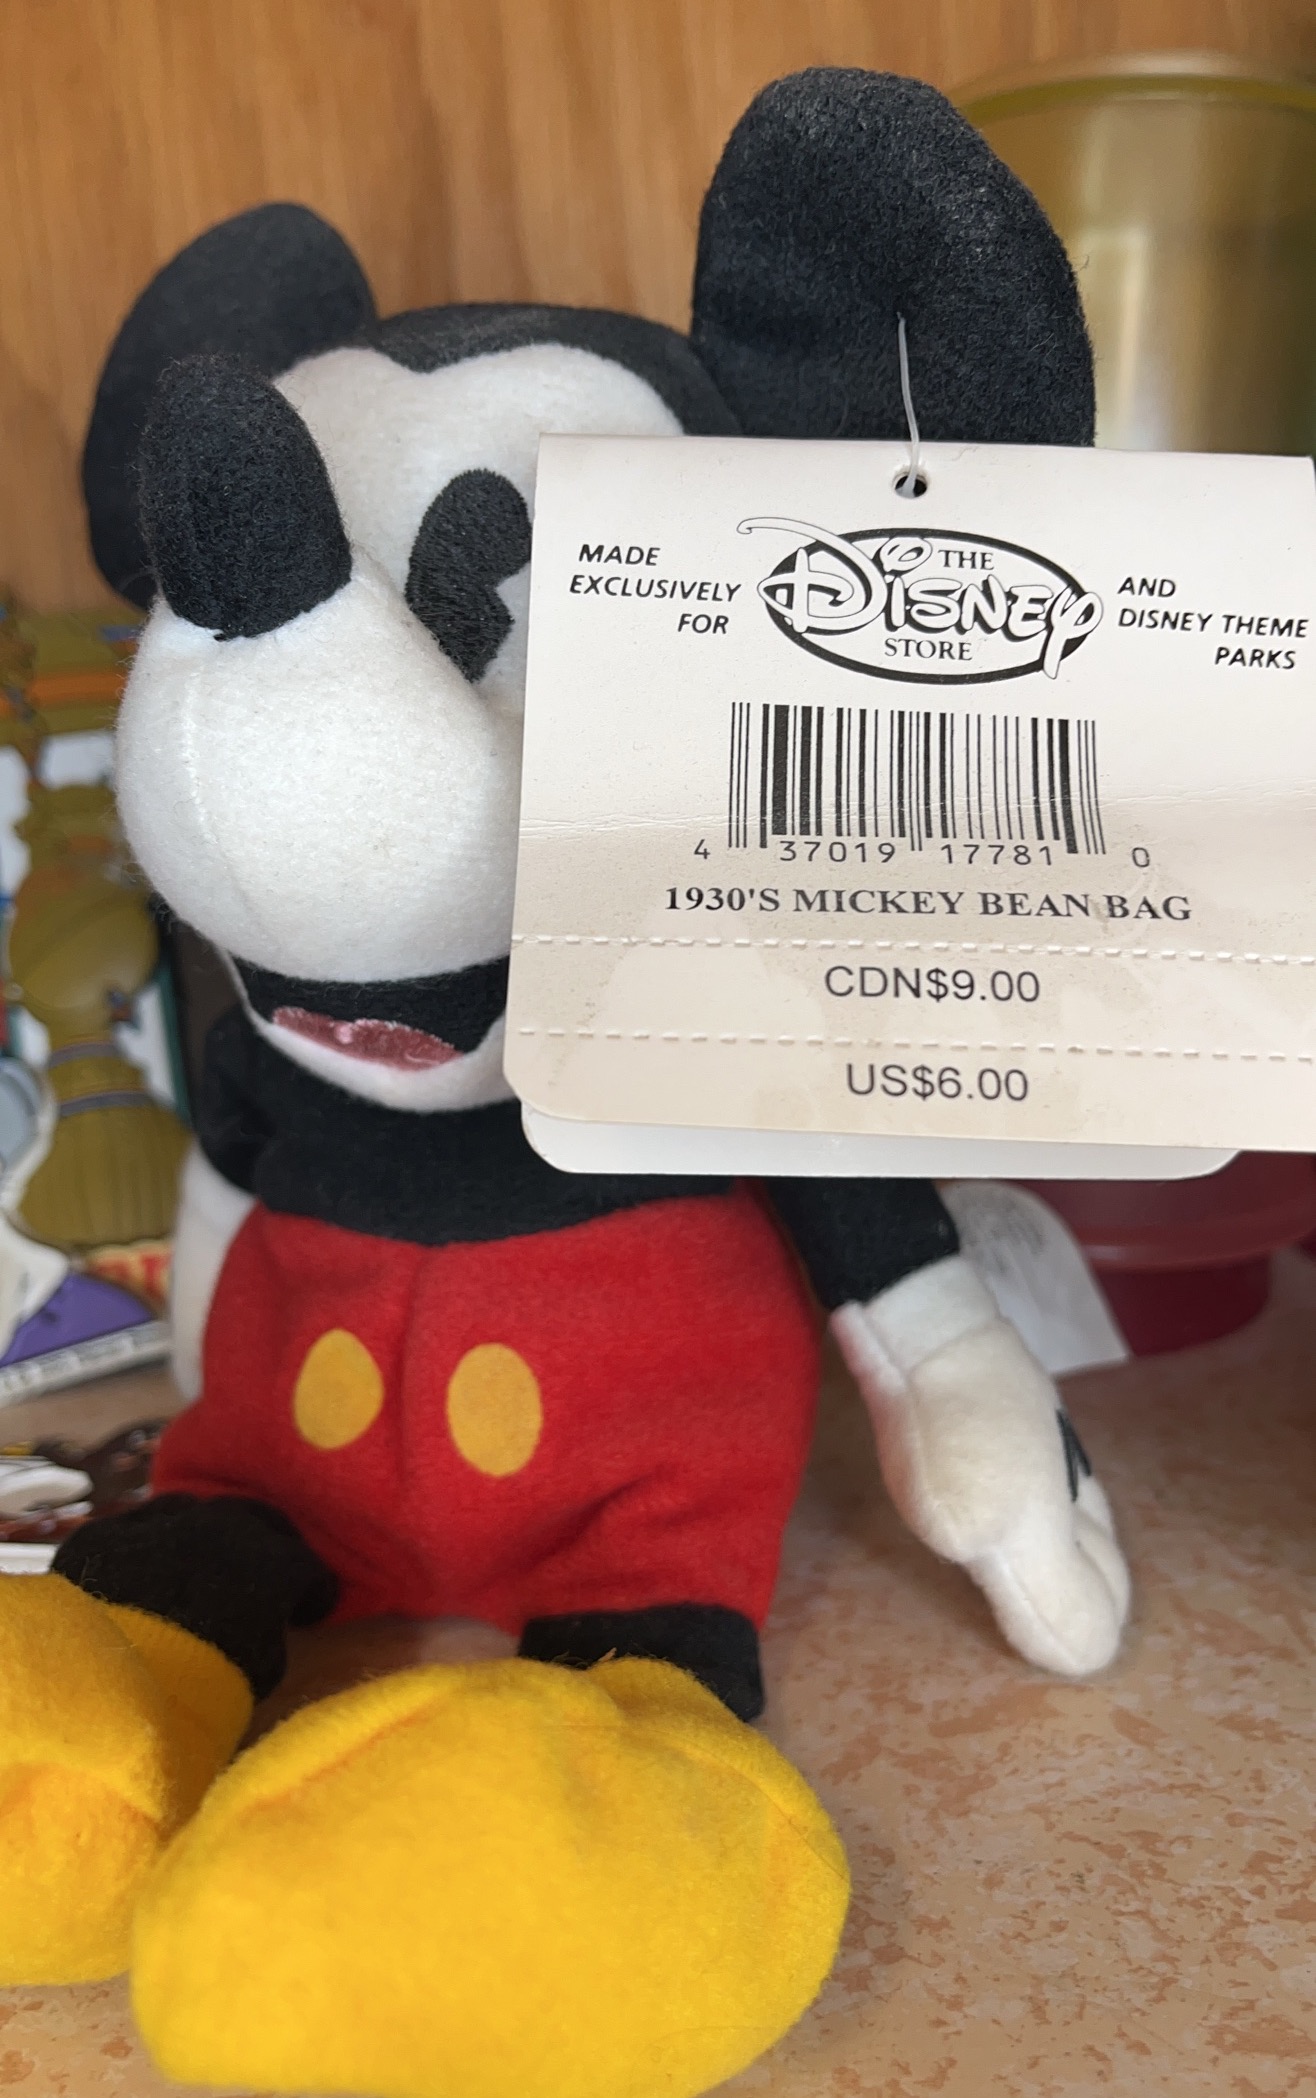 MADE
EXCLUSIVELY
FOR
THE
Disney
STORE
AND
DISNEY THEME
PARKS
4 37019 17781 0
1930'S MICKEY BEAN BAG
CDN$9.00
US$6.00